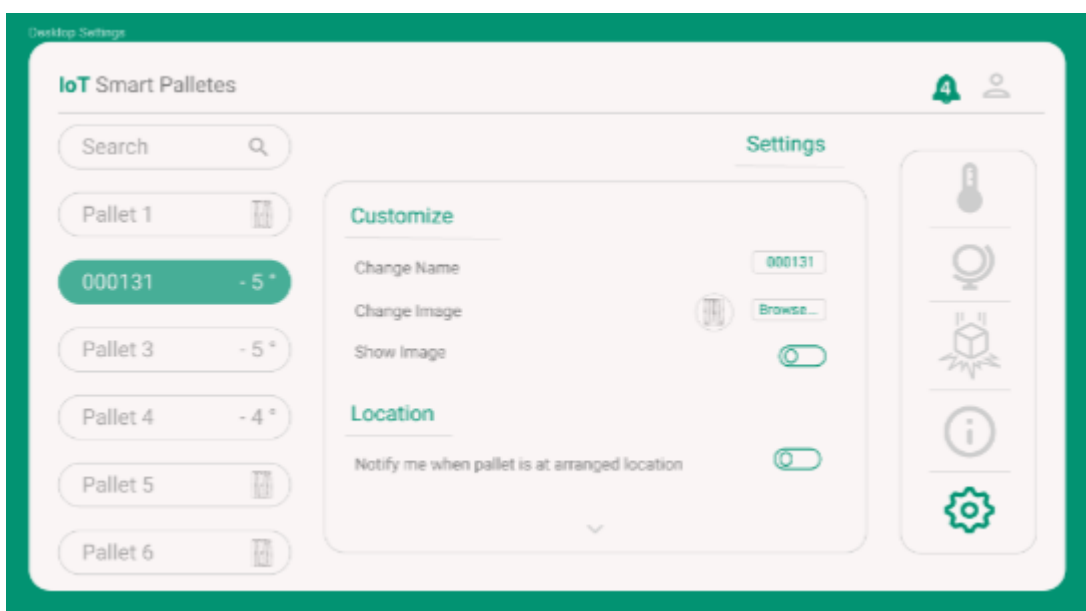 Desktop Settings
IoT Smart Palletes
4
Search
Settings
Pallet 1
000131 - 5 °
Pallet 3 - 5 °
Pallet 4 - 4 °
Pallet 5
Pallet 6
Customize
Change Name 000131
Change Image Browse...
Show Image
Location
Notify me when pallet is at arranged location